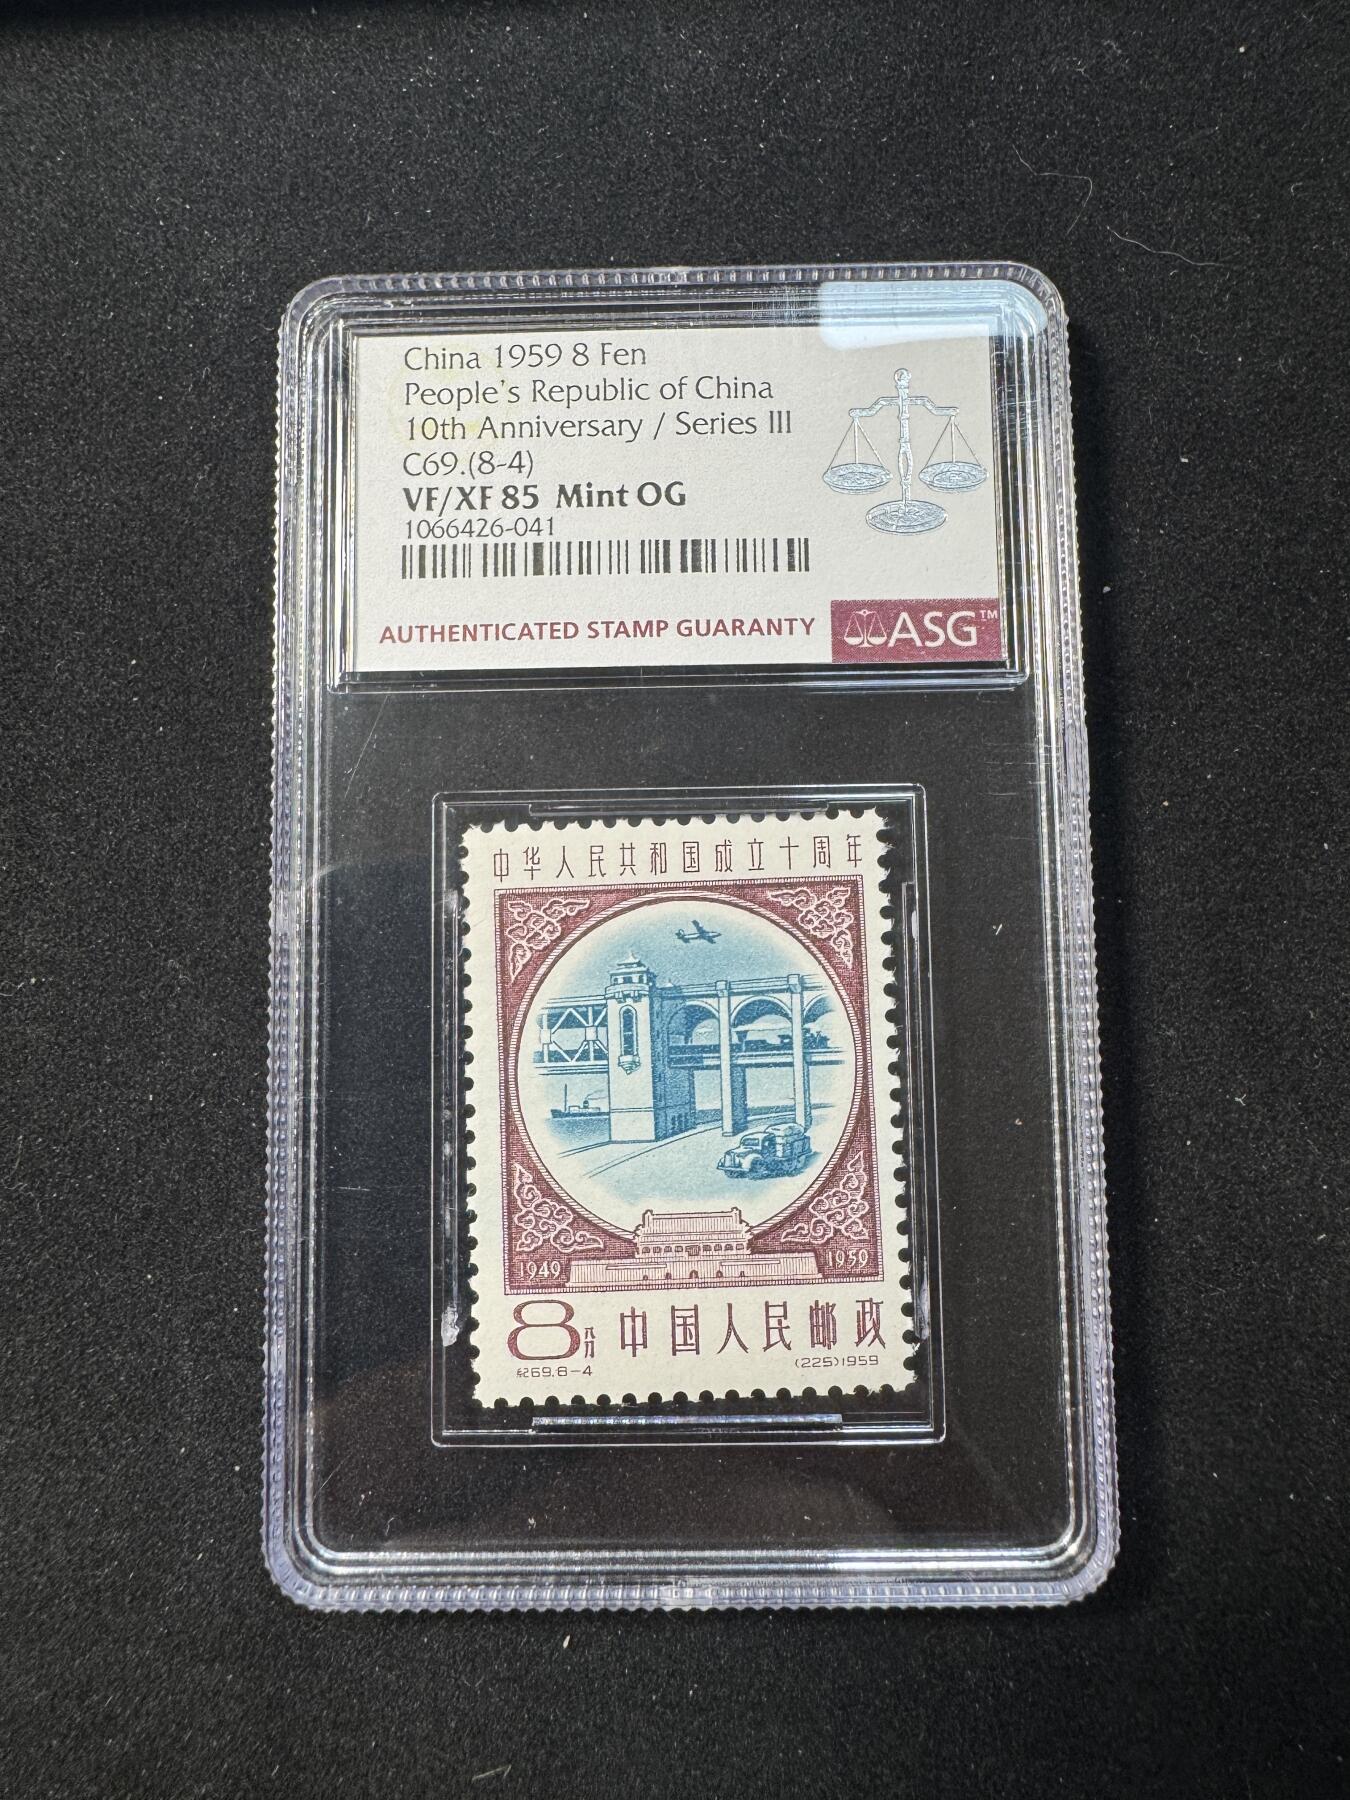 China 1959 8 Fen
People's Republic of China
10th Anniversary / Series III
C69.(8-4)
VF/XF 85 Mint OG
1066426-041
AUTHENTICATED STAMP GUARANTY
ASG™
中华人民共和国成立十周年
1949
1959
8八分 中国人民邮政
纪69.8-4
(225)1959